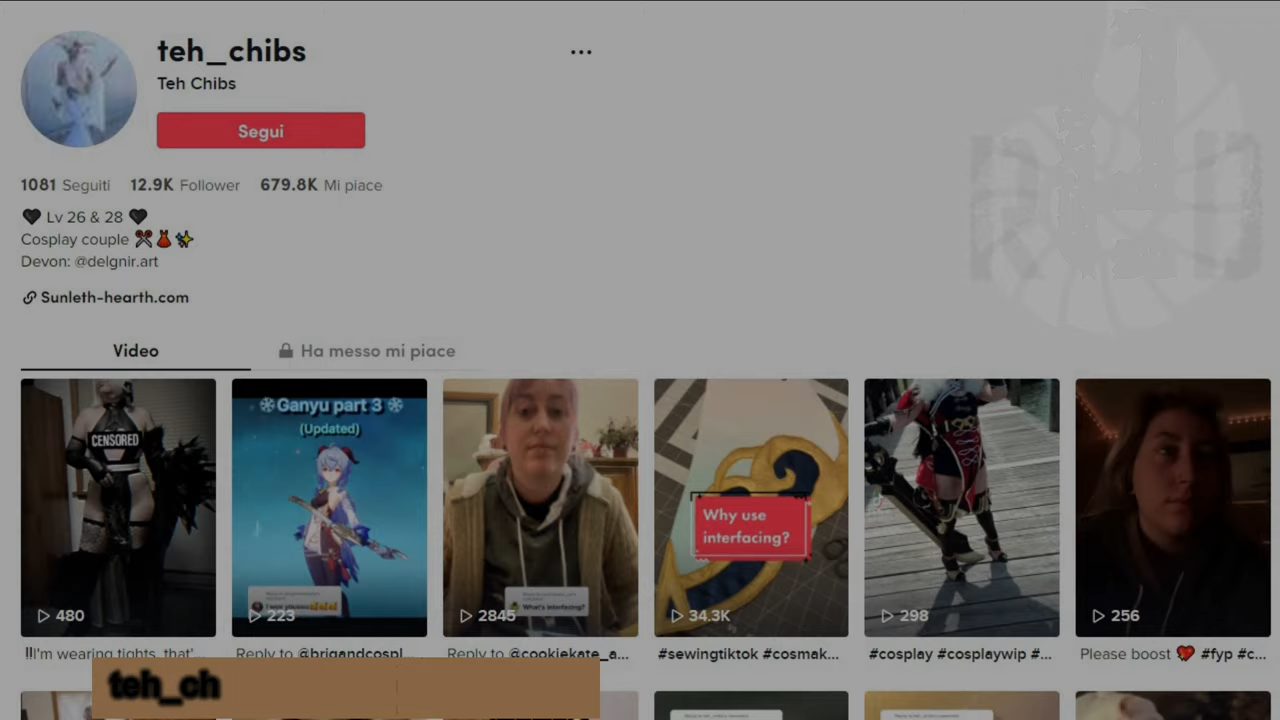 teh_chibs
Teh Chibs
Segui
1081 Seguiti 12.9K Follower 679.8K Mi piace
🖤 Lv 26 & 28 🖤
Cosplay couple
Devon: @delgnir.art
Sunleth-hearth.com
Video
Ha messo mi piace
CENSORED
480
❄Ganyu part 3 ❄
(Updated)
223
What's interfacing?
2845
Why use
interfacing?
34.3K
298
256
‼I'm wearing tights, that'...
Reply to @brigandcospl...
Reply to @cookiekate_a...
#sewingtiktok #cosmak...
#cosplay #cosplaywip #...
Please boost 💖 #fyp #c...
teh_ch